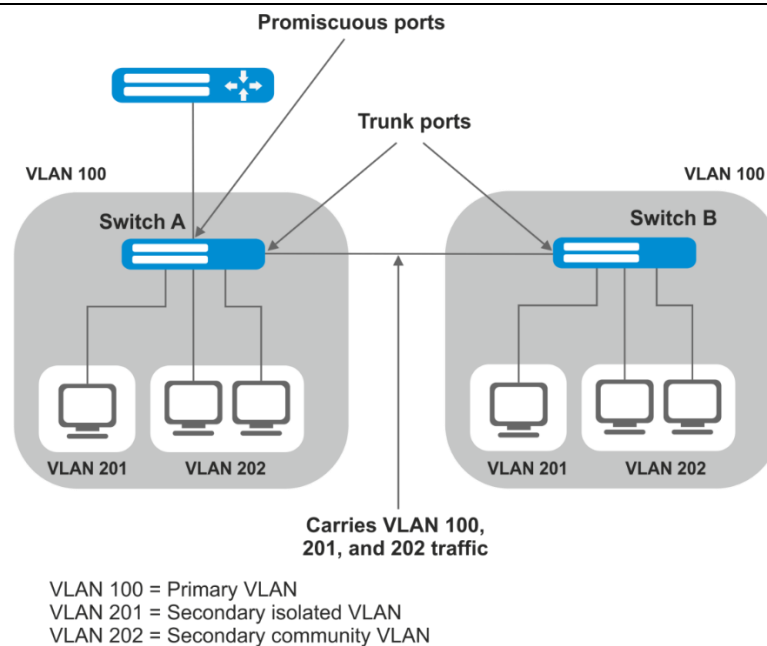 Promiscuous ports
Trunk ports
VLAN 100
VLAN 100
Switch A
Switch B
VLAN 201
VLAN 202
VLAN 201
VLAN 202
Carries VLAN 100,
201, and 202 traffic
VLAN 100 = Primary VLAN
VLAN 201 = Secondary isolated VLAN
VLAN 202 = Secondary community VLAN